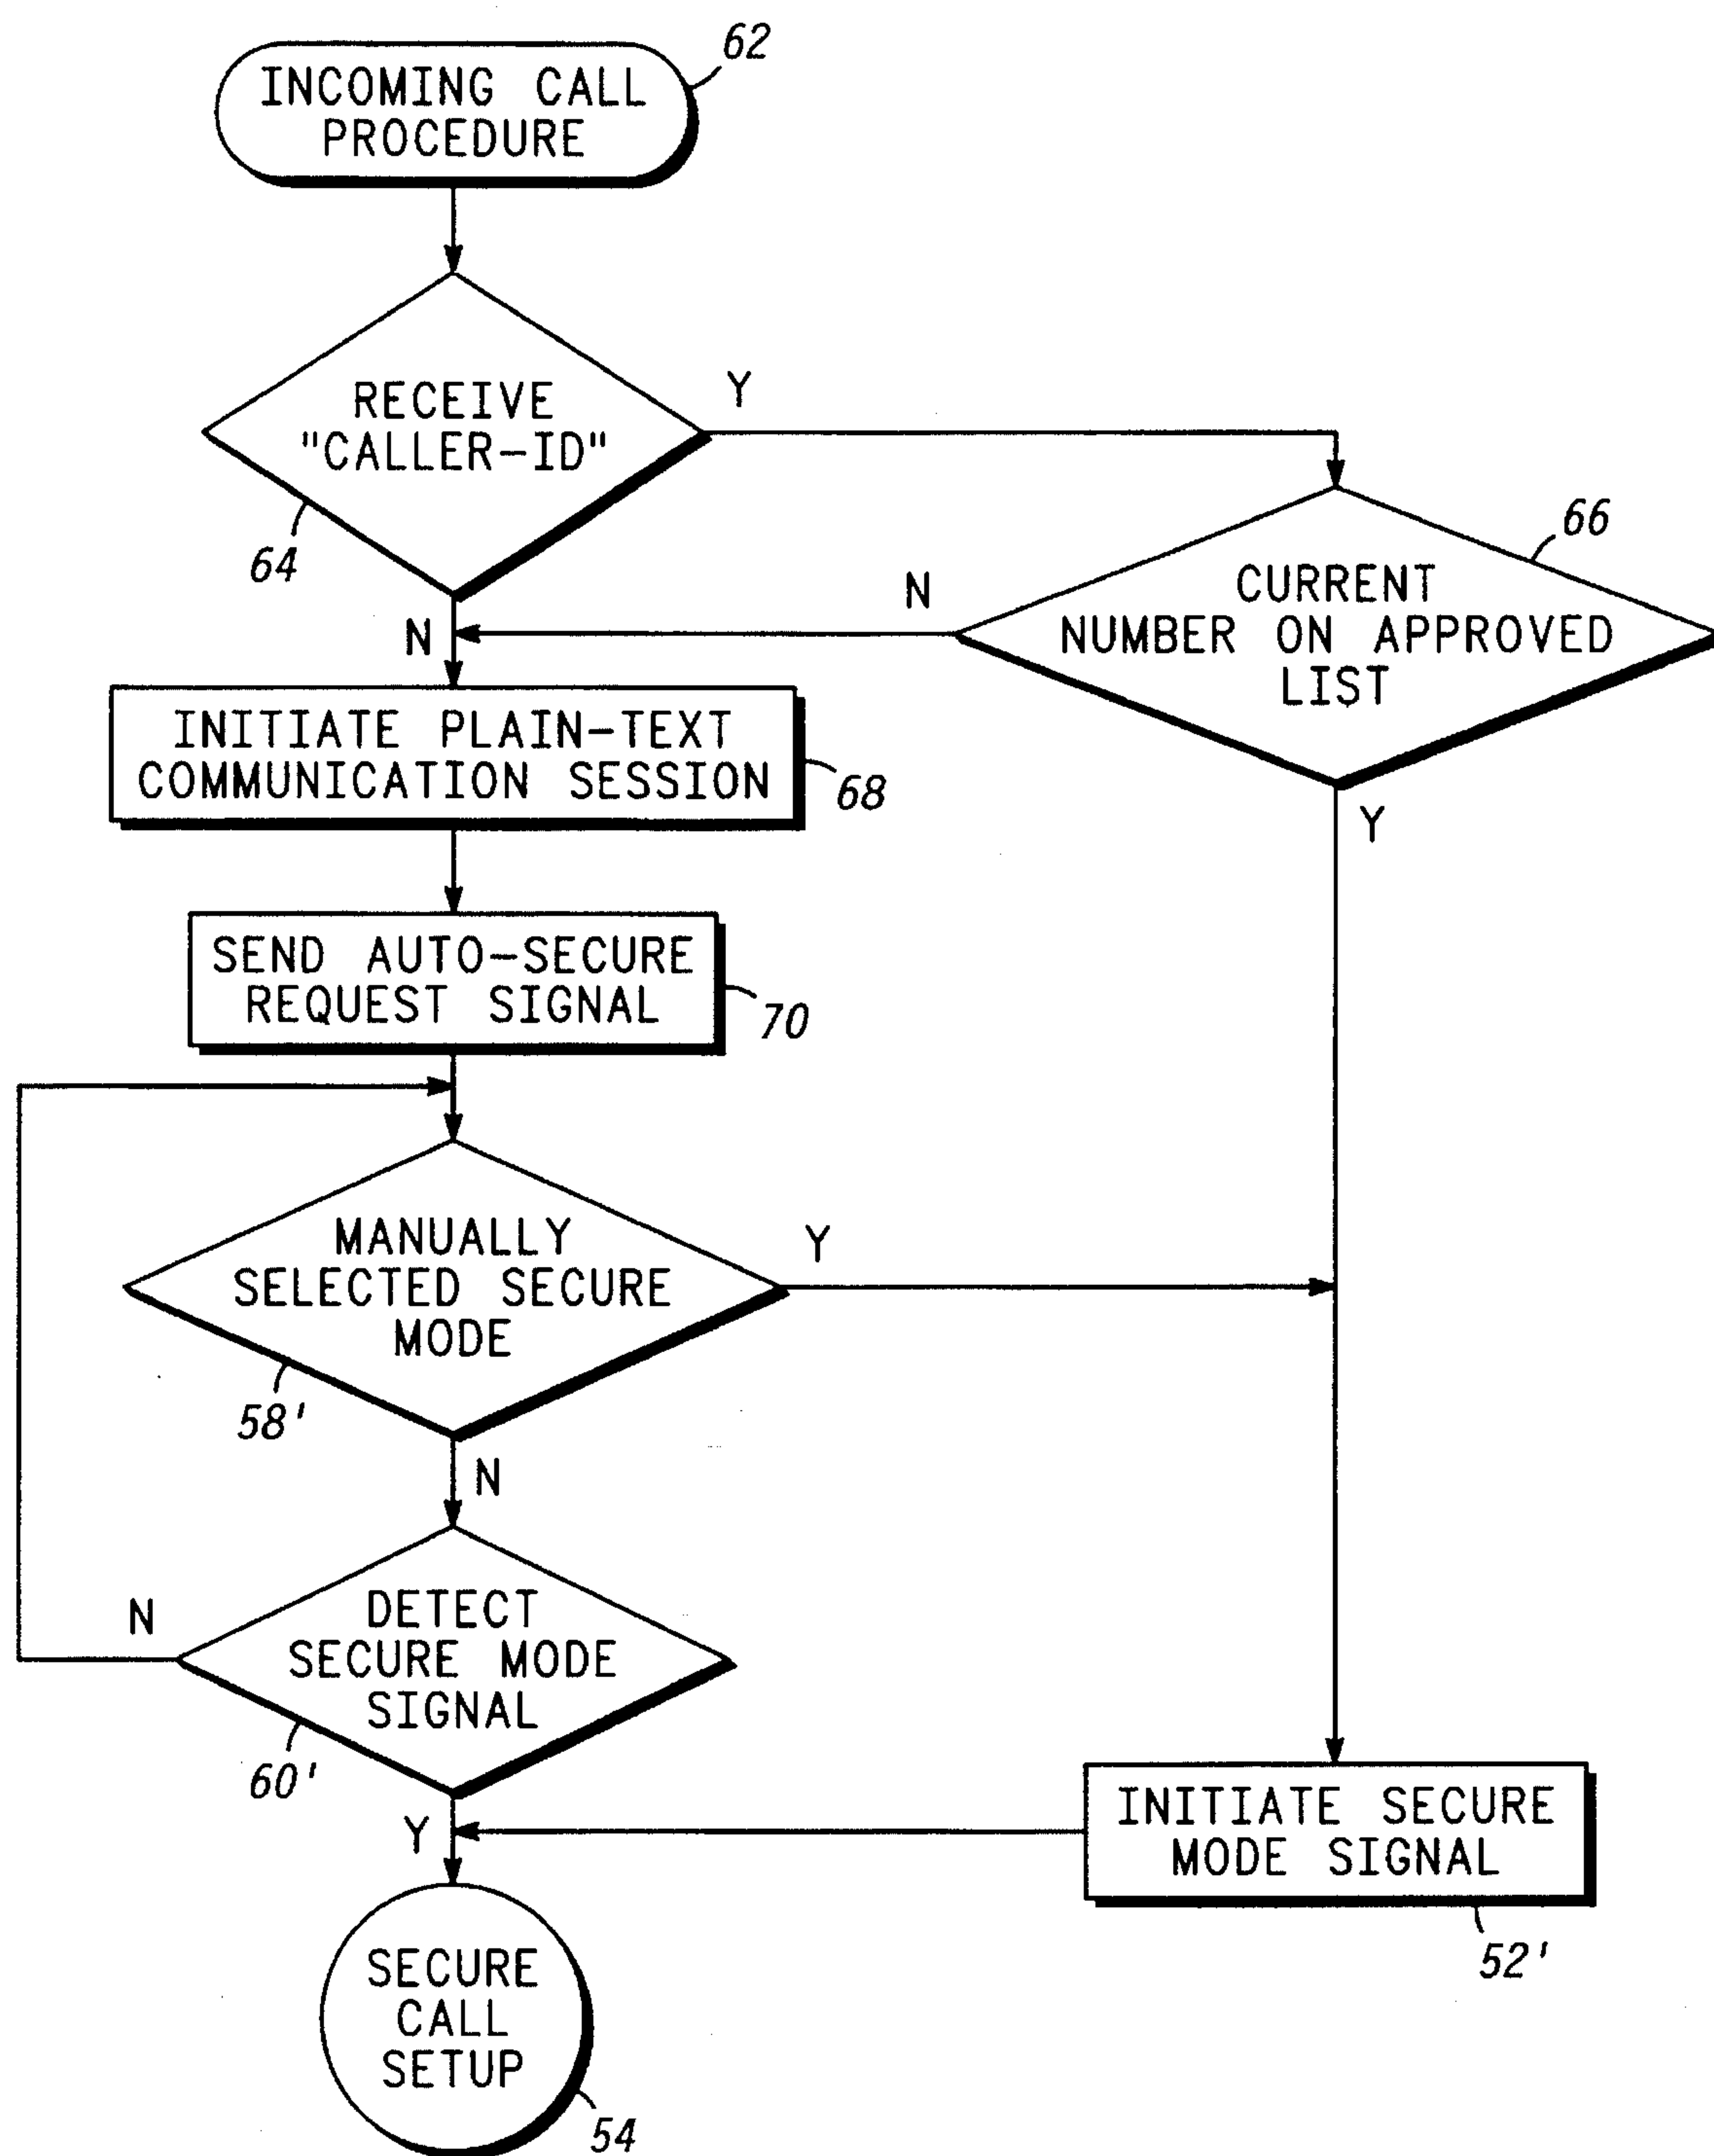 62
INCOMING CALL
PROCEDURE
RECEIVE
"CALLER-ID"
Y
64
66
CURRENT
NUMBER ON APPROVED
LIST
N
N
INITIATE PLAIN-TEXT
COMMUNICATION SESSION
68
Y
SEND AUTO-SECURE
REQUEST SIGNAL
70
MANUALLY
SELECTED SECURE
MODE
Y
58'
N
DETECT
SECURE MODE
SIGNAL
N
60'
Y
INITIATE SECURE
MODE SIGNAL
52'
SECURE
CALL
SETUP
54